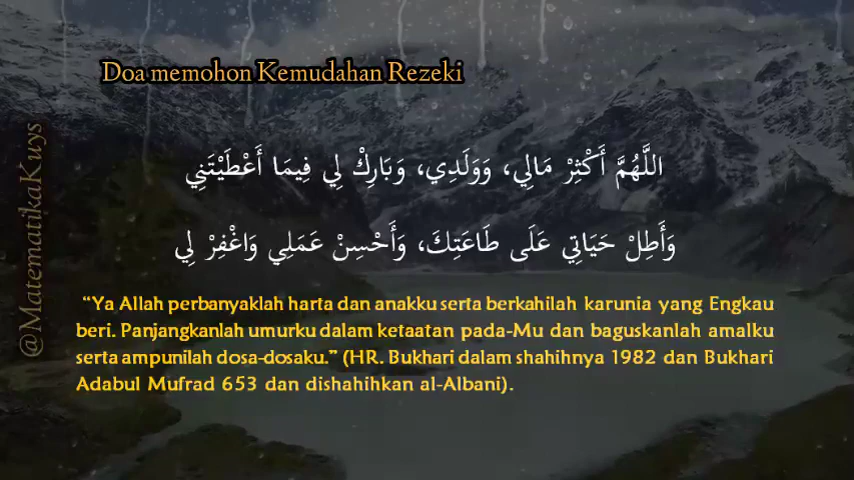 Doa memohon Kemudahan Rezeki
اللَّهُمَّ أَكْثِرْ مَالِي، وَوَلَدِي، وَبَارِكْ لِي فِيمَا أَعْطَيْتَنِي
وَأَطِلْ حَيَاتِي عَلَى طَاعَتِكَ، وَأَحْسِنْ عَمَلِي وَاغْفِرْ لِي
“Ya Allah perbanyaklah harta dan anakku serta berkahilah karunia yang Engkau
beri. Panjangkanlah umurku dalam ketaatan pada-Mu dan baguskanlah amalku
serta ampunilah dosa-dosaku.” (HR. Bukhari dalam shahihnya 1982 dan Bukhari
Adabul Mufrad 653 dan dishahihkan al-Albani).
@MatematikaKuys